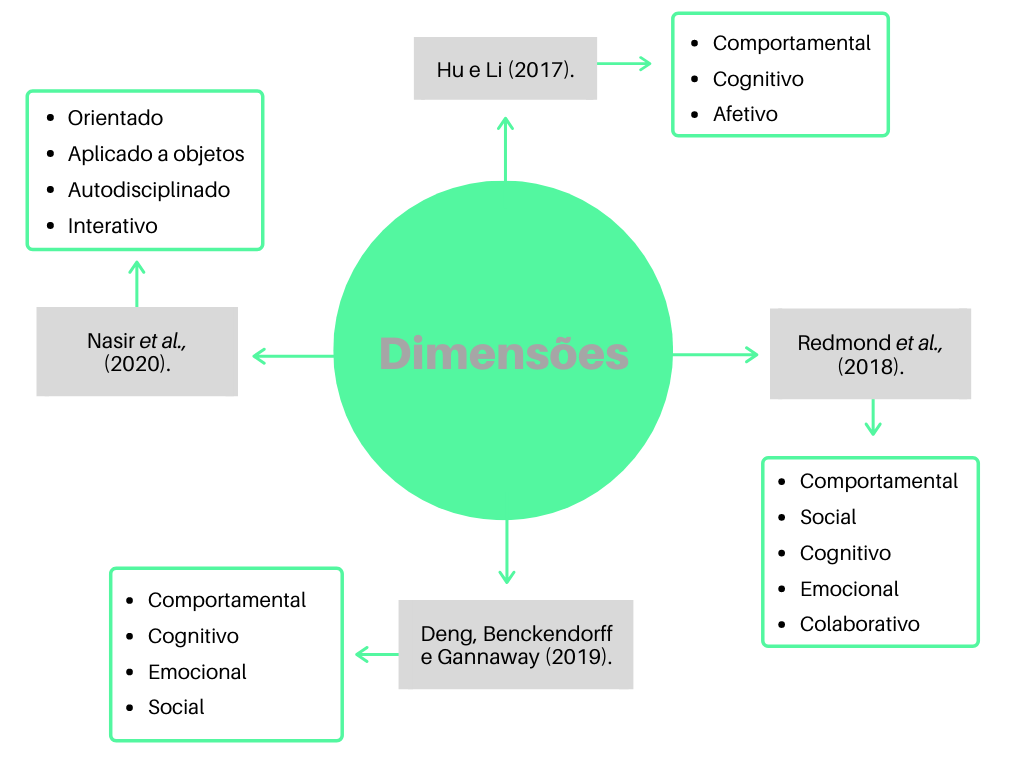 Hu e Li (2017).
• Comportamental
• Cognitivo
• Afetivo
• Orientado
• Aplicado a objetos
• Autodisciplinado
• Interativo
Nasir et al.,
(2020).
Dimensões
Redmond et al.,
(2018).
• Comportamental
• Social
• Cognitivo
• Emocional
• Colaborativo
Deng, Benckendorff
e Gannaway (2019).
• Comportamental
• Cognitivo
• Emocional
• Social